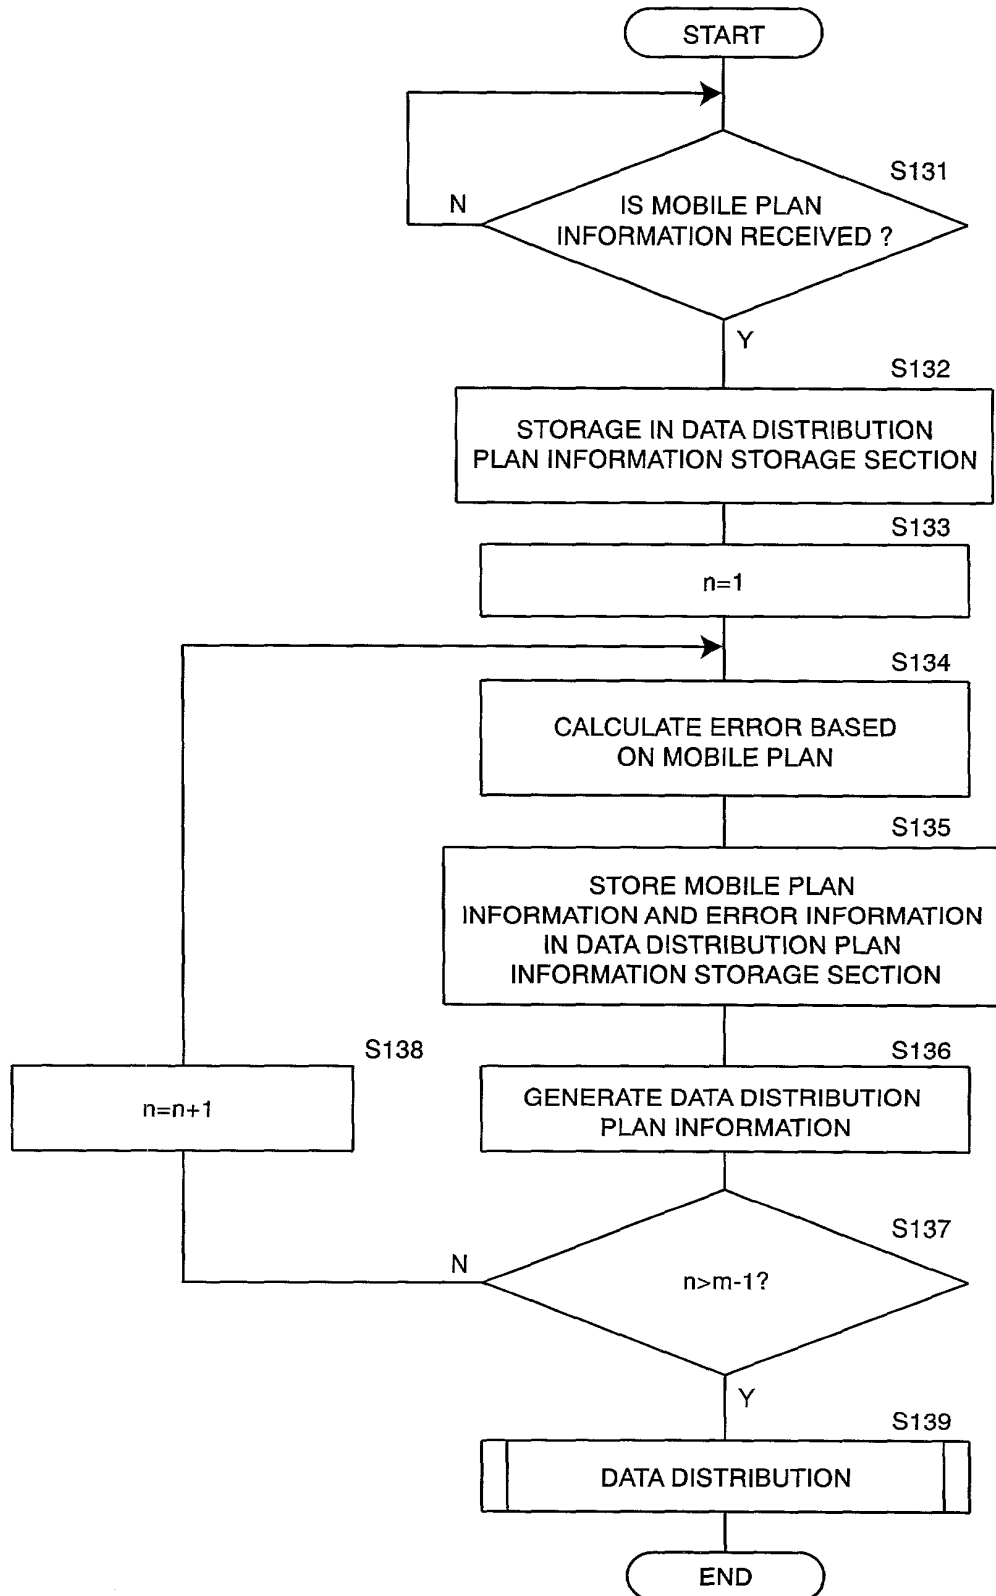 START
S131
N
IS MOBILE PLAN
INFORMATION RECEIVED ?
Y
S132
STORAGE IN DATA DISTRIBUTION
PLAN INFORMATION STORAGE SECTION
S133
n=1
S134
CALCULATE ERROR BASED
ON MOBILE PLAN
S135
STORE MOBILE PLAN
INFORMATION AND ERROR INFORMATION
IN DATA DISTRIBUTION PLAN
INFORMATION STORAGE SECTION
S138
n=n+1
S136
GENERATE DATA DISTRIBUTION
PLAN INFORMATION
S137
N
n>m-1?
Y
S139
DATA DISTRIBUTION
END